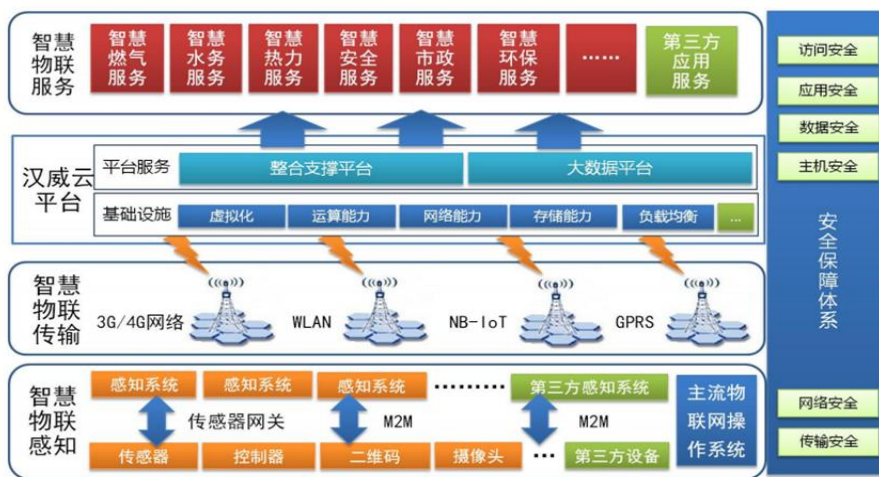 智慧物联服务
智慧燃气服务
智慧水务服务
智慧热力服务
智慧安全服务
智慧市政服务
智慧环保服务
……
第三方应用服务
汉威云平台
平台服务
整合支撑平台
大数据平台
基础设施
虚拟化
运算能力
网络能力
存储能力
负载均衡
...
智慧物联传输
3G/4G网络
WLAN
NB-IoT
GPRS
智慧物联感知
感知系统
感知系统
感知系统
………
第三方感知系统
传感器网关
M2M
M2M
传感器
控制器
二维码
摄像头
…
第三方设备
主流物联网操作系统
访问安全
应用安全
数据安全
主机安全
安全保障体系
网络安全
传输安全